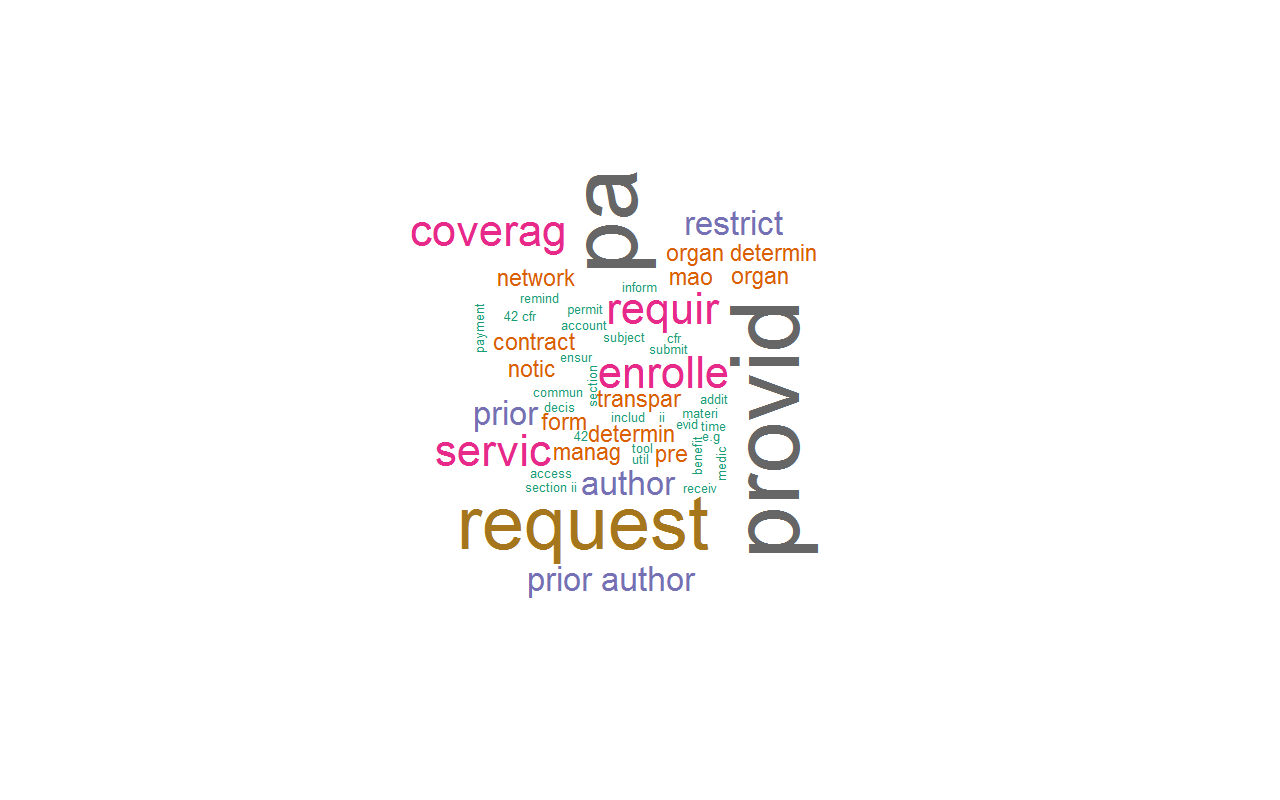 pa
coverag
restrict
organ determin
network
mao
organ
inform
remind
requir
permit
42 cfr
payment
account
provid
contract
subject
cfr
submit
ensur
notic
enrolle
section
commun
transpar
addit
decis
prior
form
includ
ii
materi
evid
time
42
determin
e.g
servic
manag
tool
util
pre
benefit
medic
access
author
section ii
receiv
request
prior author